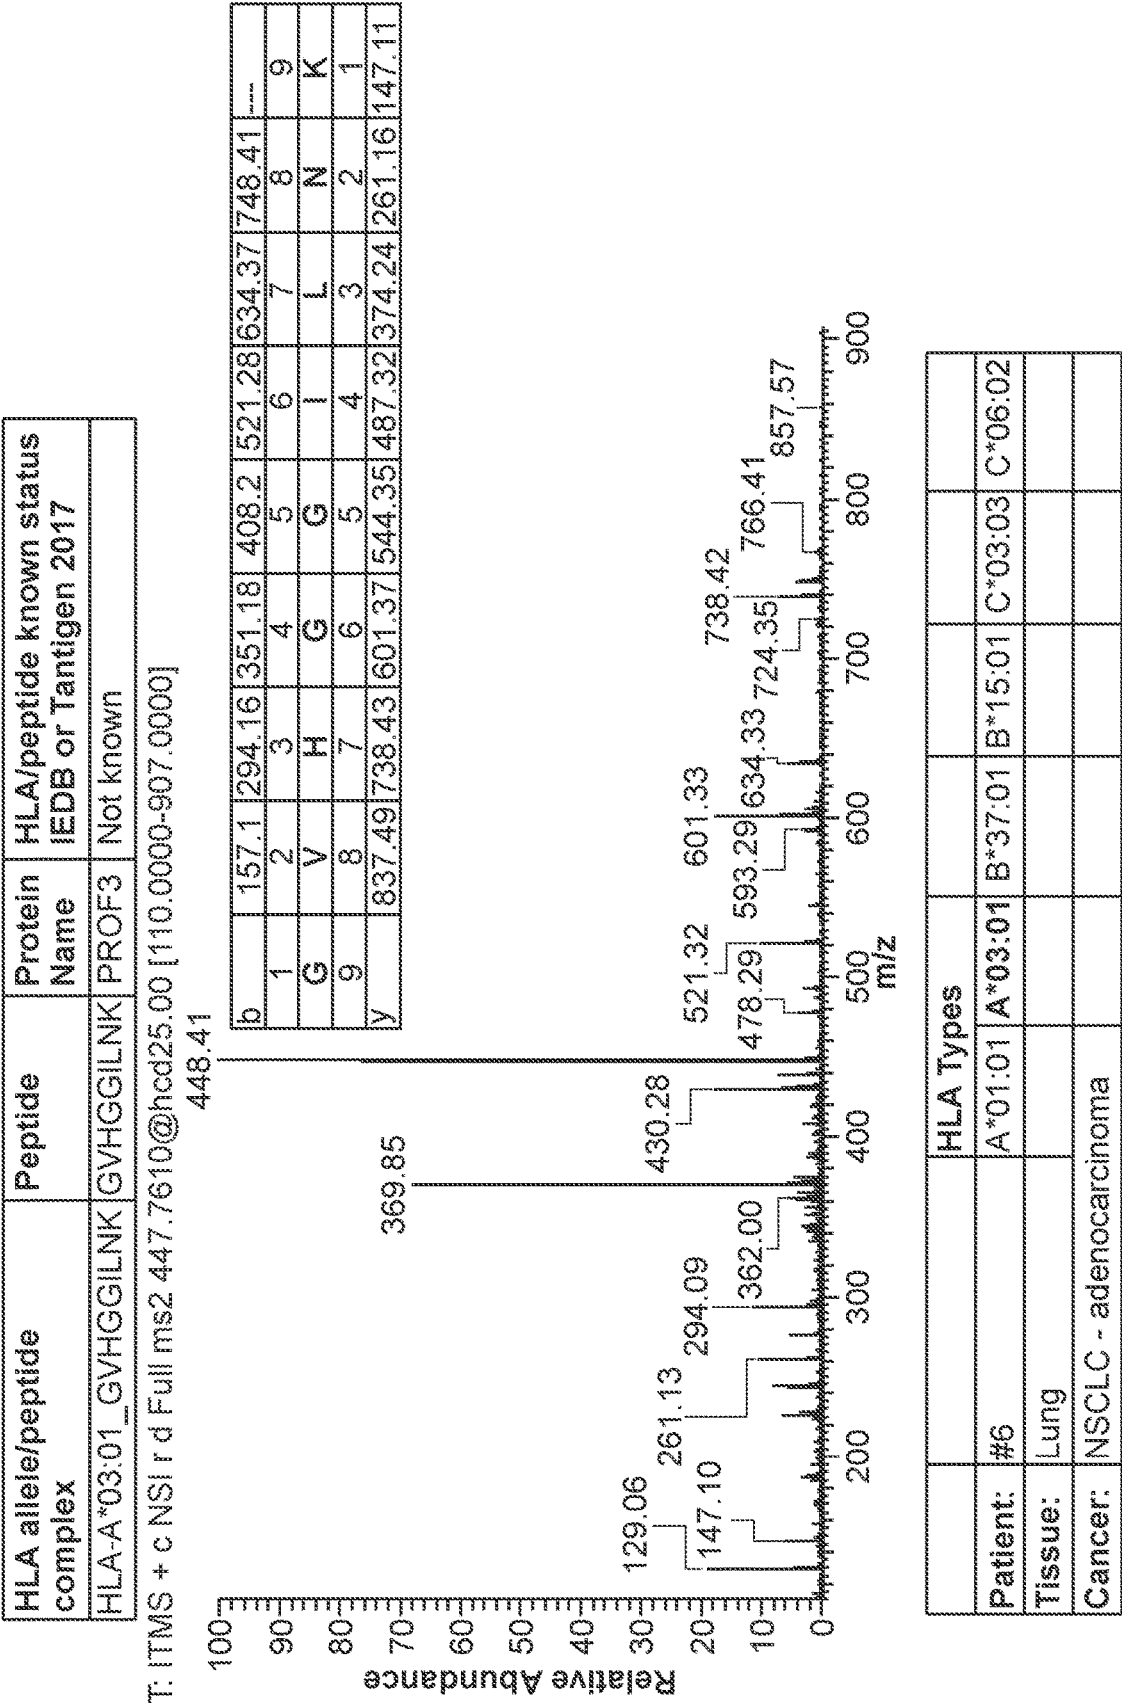 HLA allele/peptide complex Peptide Protein Name HLA/peptide known status IEDB or Tantigen 2017
HLA-A*03:01_GVHGGILNK GVHGGILNK PROF3 Not known
T: ITMS + c NSI r d Full ms2 447.7610@hcd25.00 [110.0000-907.0000]
b 157.1 294.16 351.18 408.2 521.28 634.37 748.41 ---
1 2 3 4 5 6 7 8 9
G V H G G I L N K
9 8 7 6 5 4 3 2 1
y 837.49 738.43 601.37 544.35 487.32 374.24 261.16 147.11
Relative Abundance
100
90
80
70
60
50
40
30
20
10
0
129.06
147.10
261.13
294.09
362.00
369.85
430.28
448.41
478.29
521.32
593.29
601.33
634.33
724.35
738.42
766.41
857.57
200 300 400 500 600 700 800 900
m/z
HLA Types
Patient: #6 A*01:01 A*03:01 B*37:01 B*15:01 C*03:03 C*06:02
Tissue: Lung
Cancer: NSCLC - adenocarcinoma